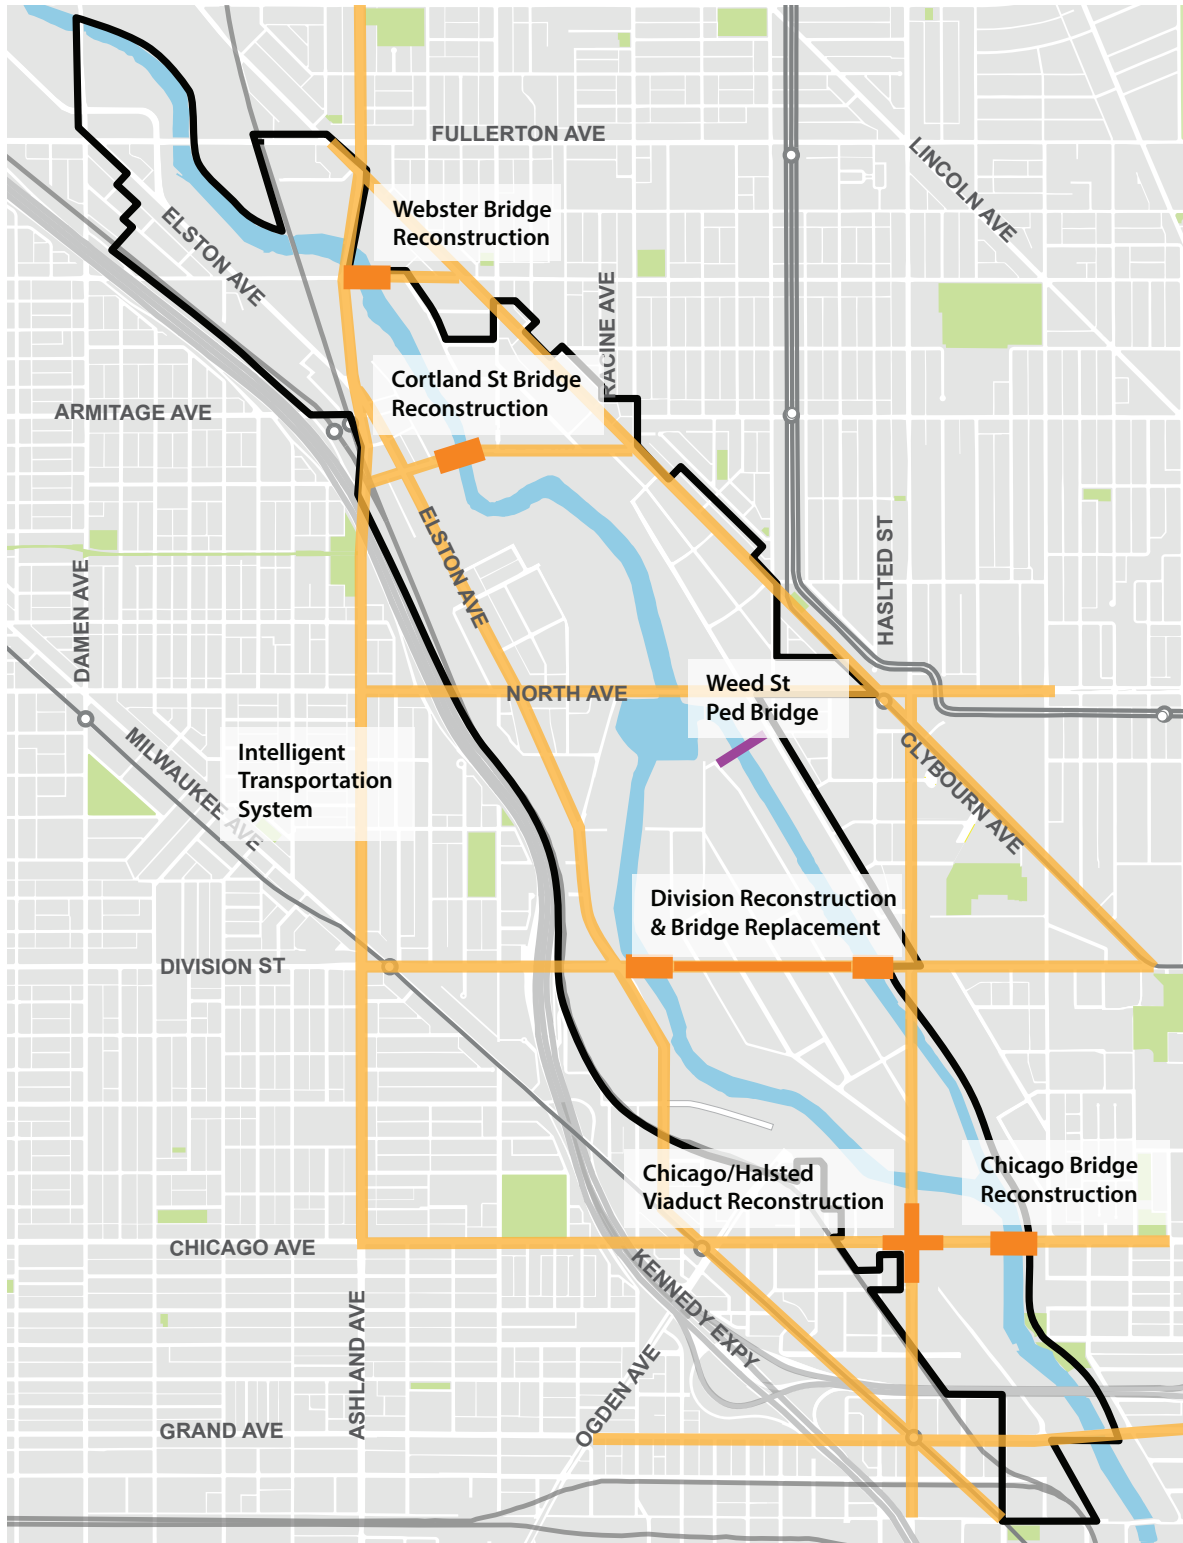 FULLERTON AVE
LINCOLN AVE
Webster Bridge
Reconstruction
ELSTON AVE
RACINE AVE
Cortland St Bridge
Reconstruction
ARMITAGE AVE
ELSTON AVE
HASLTED ST
DAMEN AVE
NORTH AVE
Weed St
Ped Bridge
Intelligent
Transportation
System
MILWAUKEE AVE
CLYBOURN AVE
Division Reconstruction
& Bridge Replacement
DIVISION ST
Chicago/Halsted
Viaduct Reconstruction
Chicago Bridge
Reconstruction
CHICAGO AVE
KENNEDY EXPY
ASHLAND AVE
OGDEN AVE
GRAND AVE